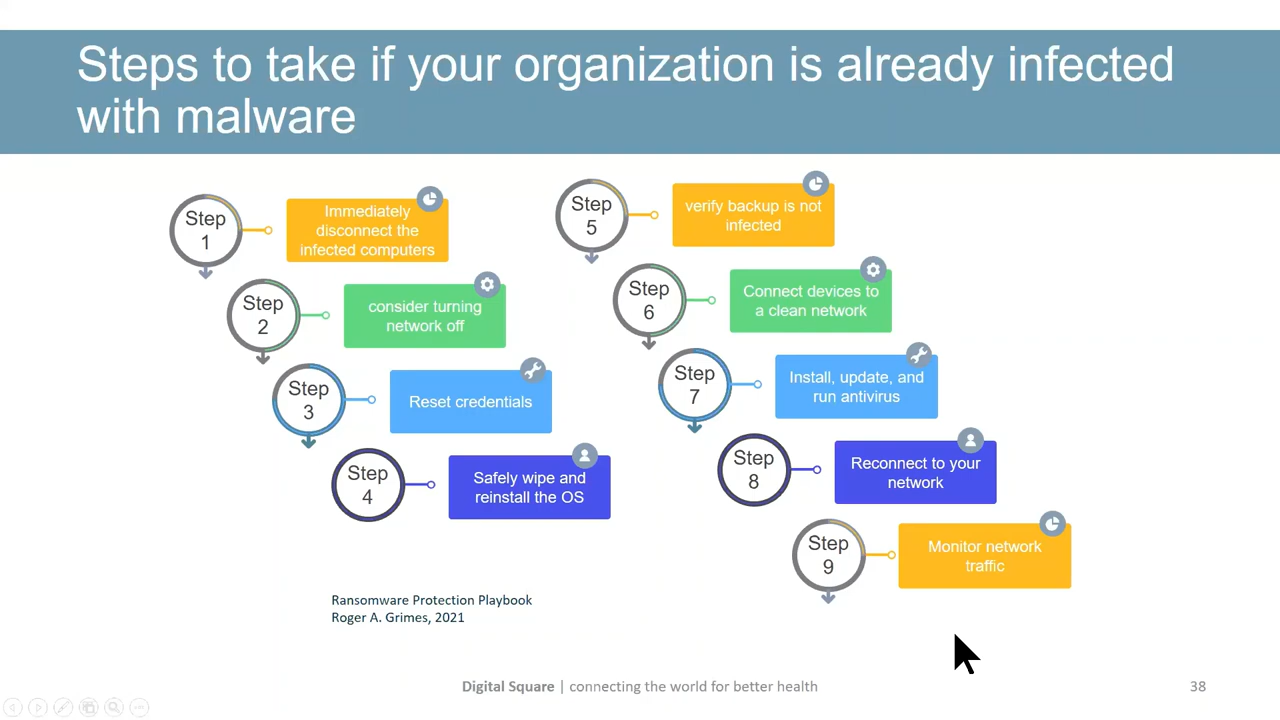 Steps to take if your organization is already infected
with malware
Step
1
Immediately
disconnect the
infected computers
Step
2
consider turning
network off
Step
3
Reset credentials
Step
4
Safely wipe and
reinstall the OS
Step
5
verify backup is not
infected
Step
6
Connect devices to
a clean network
Step
7
Install, update, and
run antivirus
Step
8
Reconnect to your
network
Step
9
Monitor network
traffic
Ransomware Protection Playbook
Roger A. Grimes, 2021
Digital Square | connecting the world for better health
38